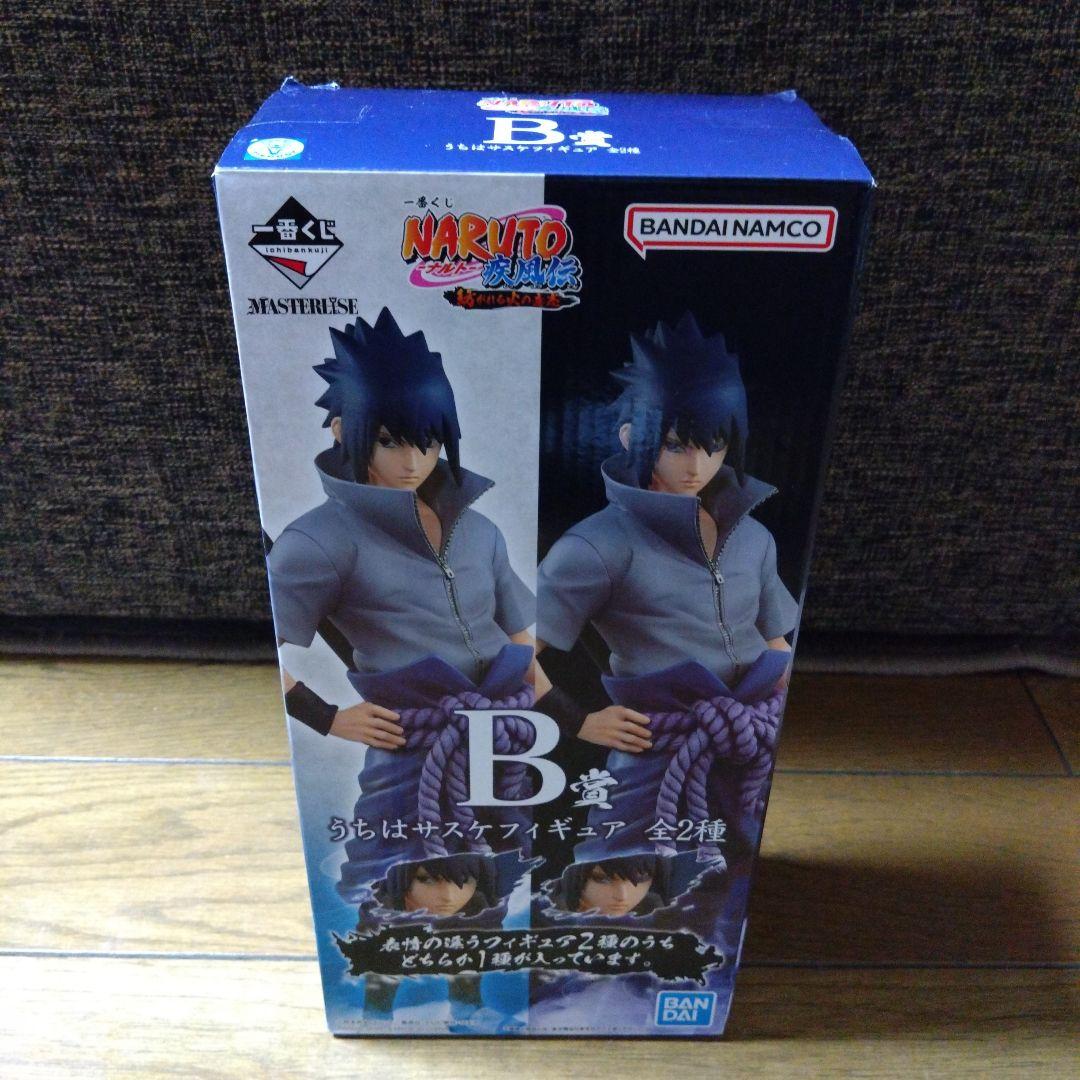 NARUTO
B賞
うちはサスケフィギュア 全2種
一番くじ
ichibankuji
MASTERLISE
一番くじ
NARUTO
ナルト
疾風伝
紡がれる火の意志
BANDAI NAMCO
B賞
うちはサスケフィギュア 全2種
表情の違うフィギュア2種のうち
どちらか1種が入っています。
BAN
DAI